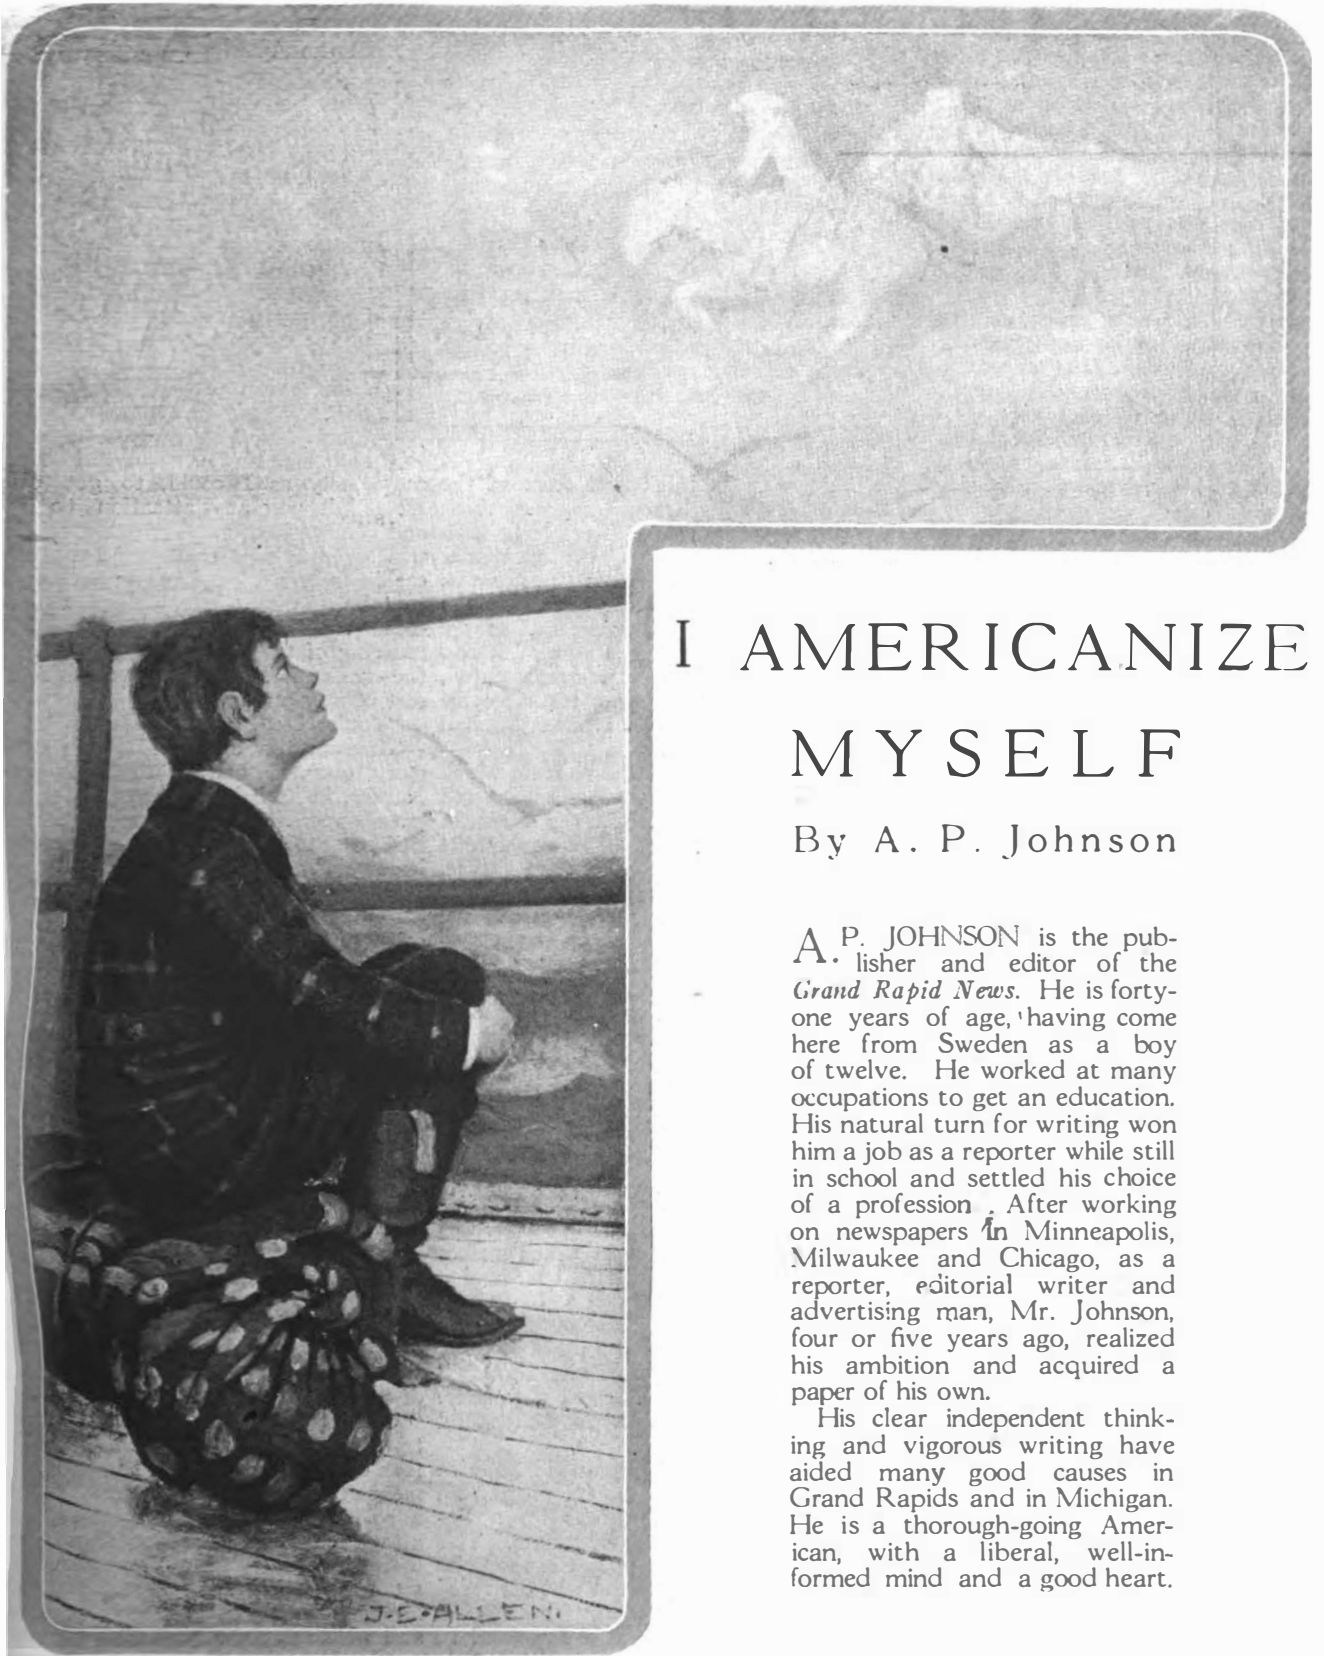 I AMERICANIZE
MYSELF
By A. P. Johnson
A. P. JOHNSON is the pub-
lisher and editor of the
Grand Rapid News. He is forty-
one years of age, having come
here from Sweden as a boy
of twelve. He worked at many
occupations to get an education.
His natural turn for writing won
him a job as a reporter while still
in school and settled his choice
of a profession. After working
on newspapers in Minneapolis,
Milwaukee and Chicago, as a
reporter, editorial writer and
advertising man, Mr. Johnson,
four or five years ago, realized
his ambition and acquired a
paper of his own.
His clear independent think-
ing and vigorous writing have
aided many good causes in
Grand Rapids and in Michigan.
He is a thorough-going Amer-
ican, with a liberal, well-in-
formed mind and a good heart.
J·E·ALLEN.